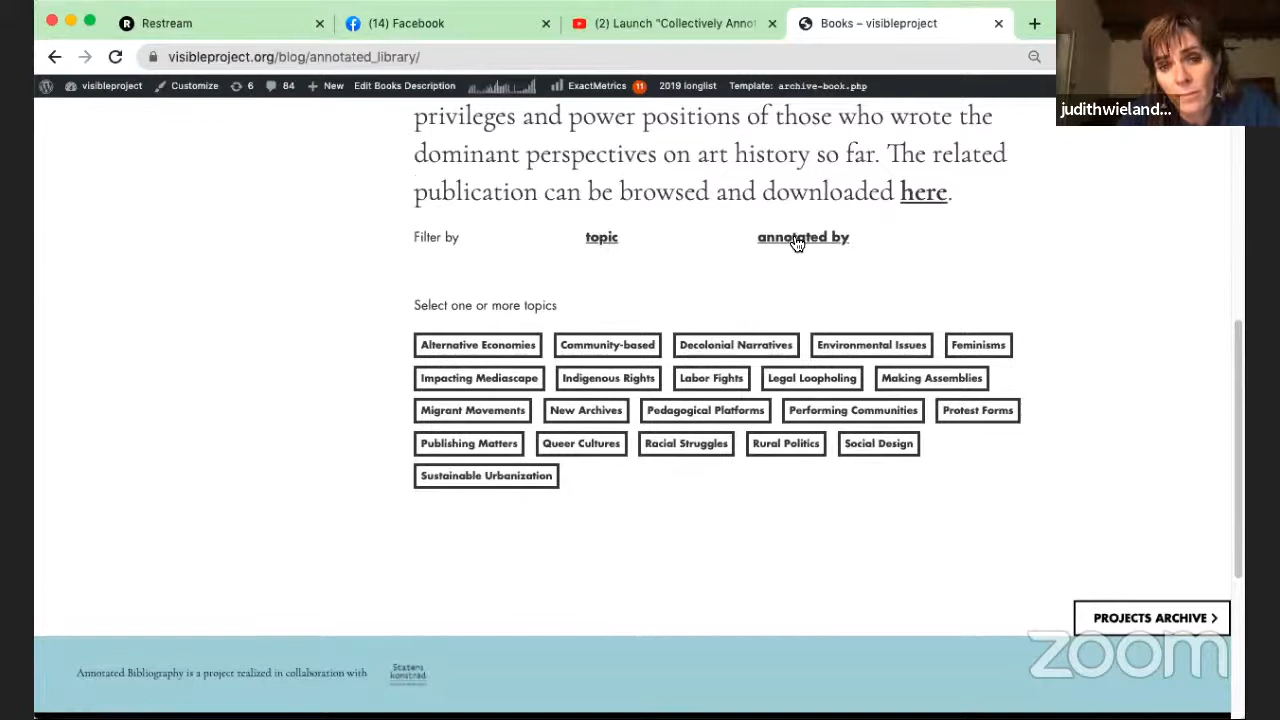 Restream
(14) Facebook
(2) Launch "Collectively Anno
Books – visibleproject
visibleproject.org/blog/annotated_library/
visibleproject Customize 6 84 New Edit Books Description ExactMetrics 11 2019 longlist Template: archive-book.php
judithwieland...
privileges and power positions of those who wrote the
dominant perspectives on art history so far. The related
publication can be browsed and downloaded here.
Filter by topic annotated by
Select one or more topics
Alternative Economies Community-based Decolonial Narratives Environmental Issues Feminisms
Impacting Mediascape Indigenous Rights Labor Fights Legal Loopholing Making Assemblies
Migrant Movements New Archives Pedagogical Platforms Performing Communities Protest Forms
Publishing Matters Queer Cultures Racial Struggles Rural Politics Social Design
Sustainable Urbanization
PROJECTS ARCHIVE >
zoom
Annotated Bibliography is a project realized in collaboration with
Statens
konstråd